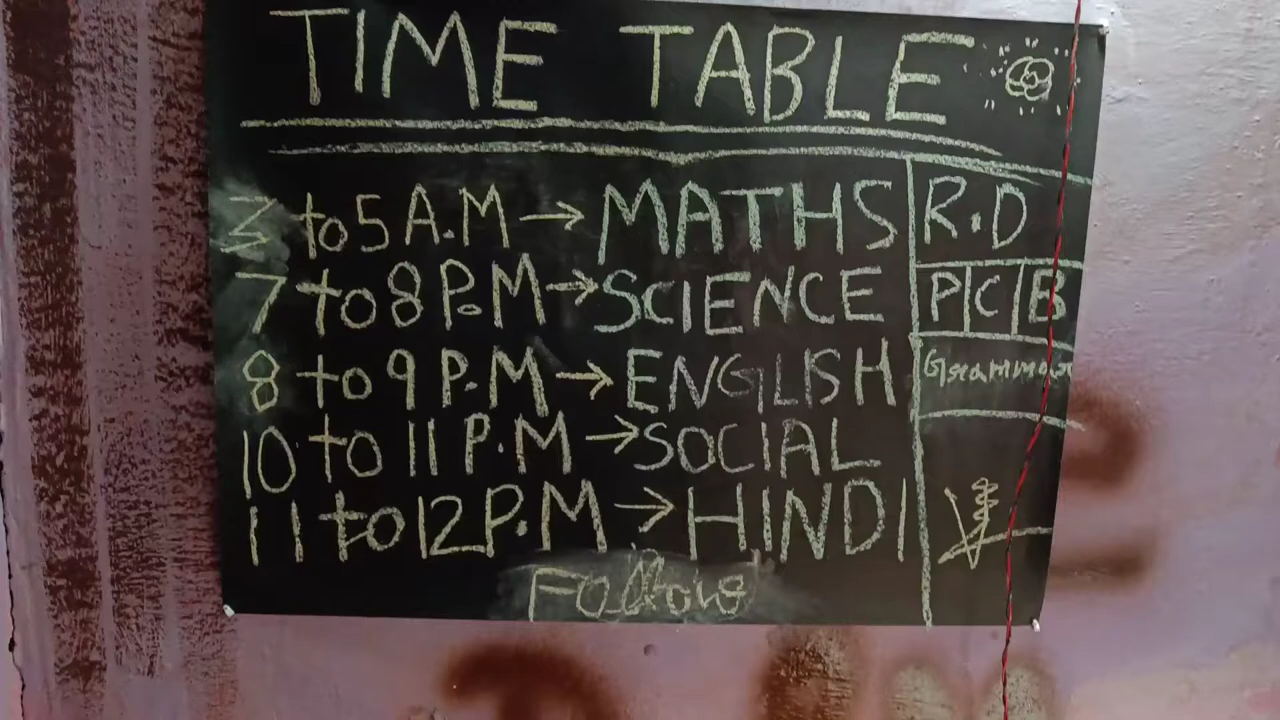 TIME TABLE
3 to 5 A.M → MATHS R.D
7 to 8 P.M → SCIENCE P|C|B
8 to 9 P.M → ENGLISH Grammar
10 to 11 P.M → SOCIAL
11 to 12 P.M → HINDI
Follow